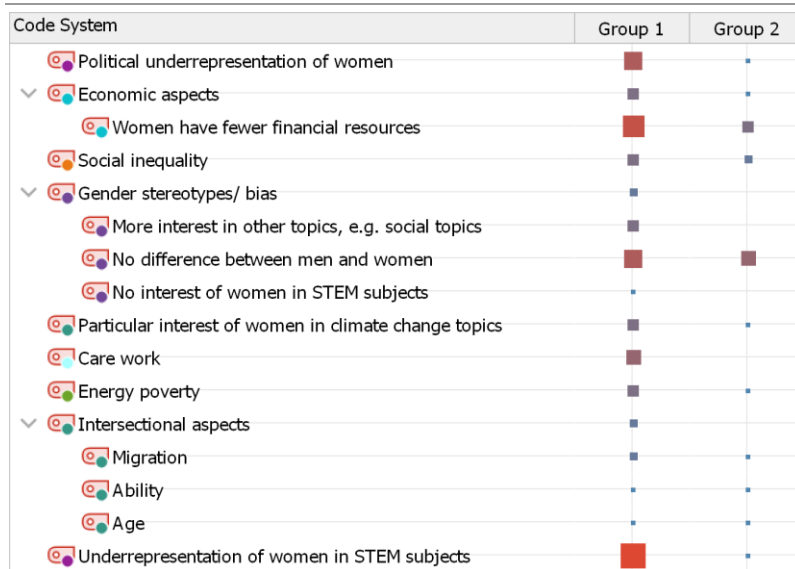 Code System Group 1 Group 2
Political underrepresentation of women
Economic aspects
Women have fewer financial resources
Social inequality
Gender stereotypes/ bias
More interest in other topics, e.g. social topics
No difference between men and women
No interest of women in STEM subjects
Particular interest of women in climate change topics
Care work
Energy poverty
Intersectional aspects
Migration
Ability
Age
Underrepresentation of women in STEM subjects